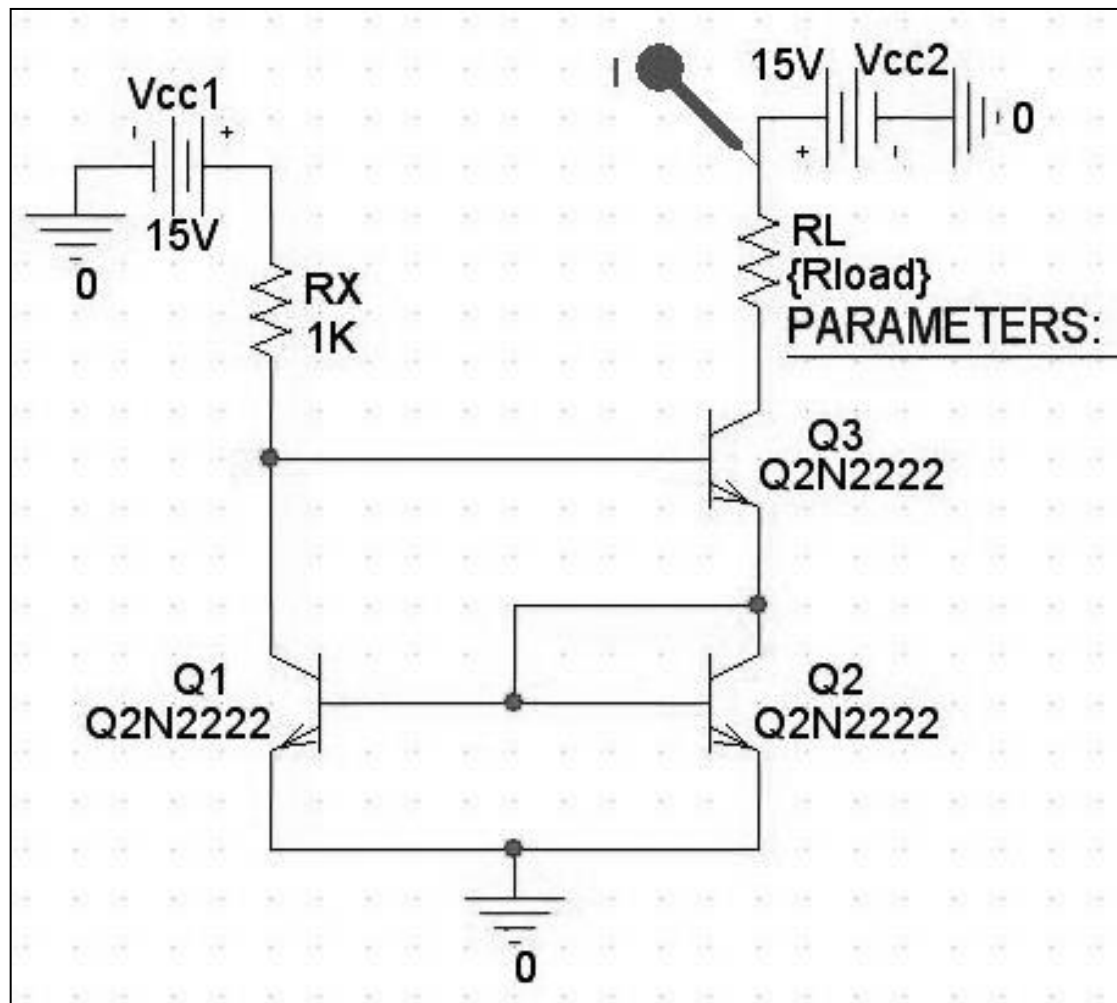 Vcc1
- +
15V
0
RX
1K
I
15V Vcc2
+ -
0
RL
{Rload}
PARAMETERS:
Q3
Q2N2222
Q1
Q2N2222
Q2
Q2N2222
0